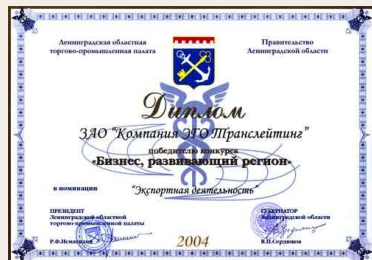 Ленинградская областная
торгово-промышленная палата
Правительство
Ленинградской области
Диплом
ЗАО "Компания ЭГО Транслейтинг"
победителю конкурса
«Бизнес, развивающий регион»
в номинации
"Экспортная деятельность"
ПРЕЗИДЕНТ
Ленинградской областной
торгово-промышленной палаты
Р.Ф.Исмагилов
ГУБЕРНАТОР
Ленинградской области
В.П.Сердюков
2004